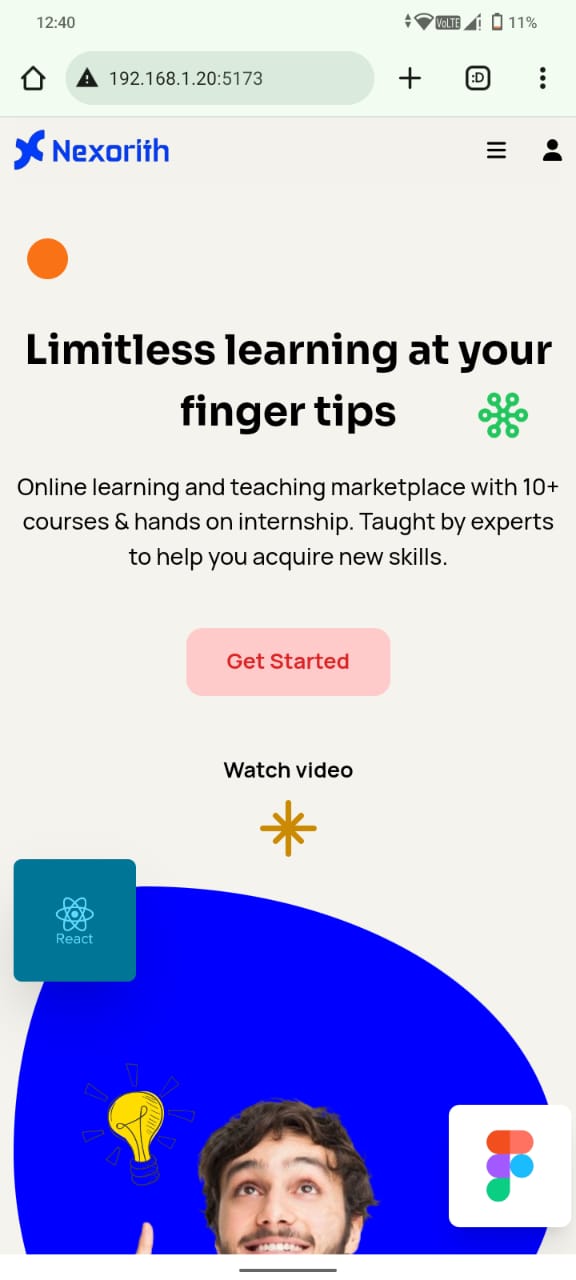 12:40
VoLTE
11%
192.168.1.20:5173
:D
Nexorith
Limitless learning at your
finger tips
Online learning and teaching marketplace with 10+
courses & hands on internship. Taught by experts
to help you acquire new skills.
Get Started
Watch video
React